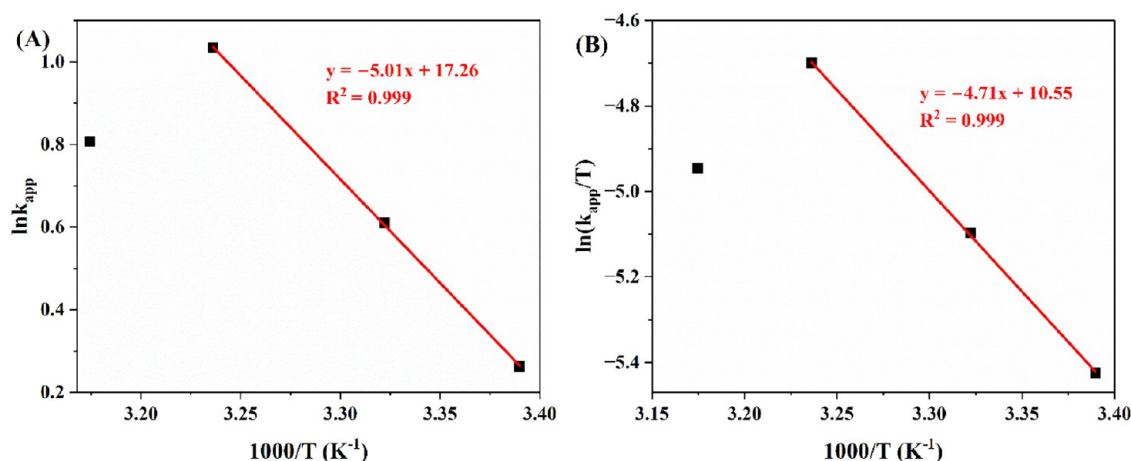 (A)
1.0
0.8
0.6
0.4
0.2
lnk_app
y = −5.01x + 17.26
R² = 0.999
3.20 3.25 3.30 3.35 3.40
1000/T (K⁻¹)
(B)
−4.6
−4.8
−5.0
−5.2
−5.4
ln(k_app/T)
y = −4.71x + 10.55
R² = 0.999
3.15 3.20 3.25 3.30 3.35 3.40
1000/T (K⁻¹)